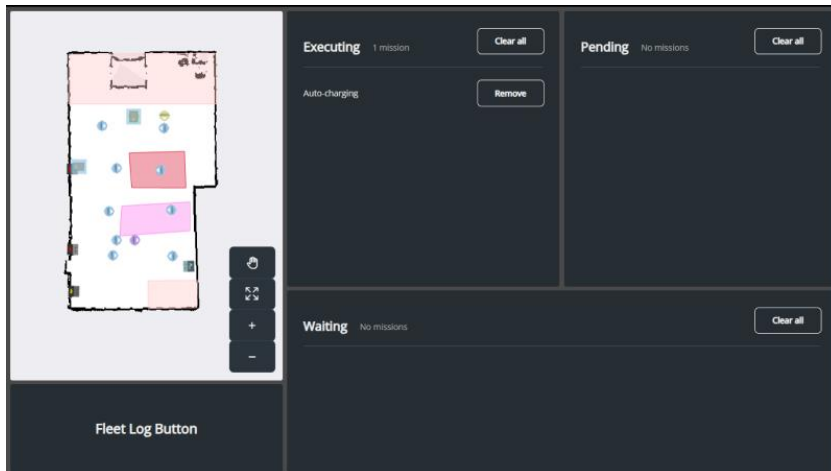 Executing 1 mission Clear all
Auto-charging Remove
Pending No missions Clear all
Waiting No missions Clear all
+
−
Fleet Log Button